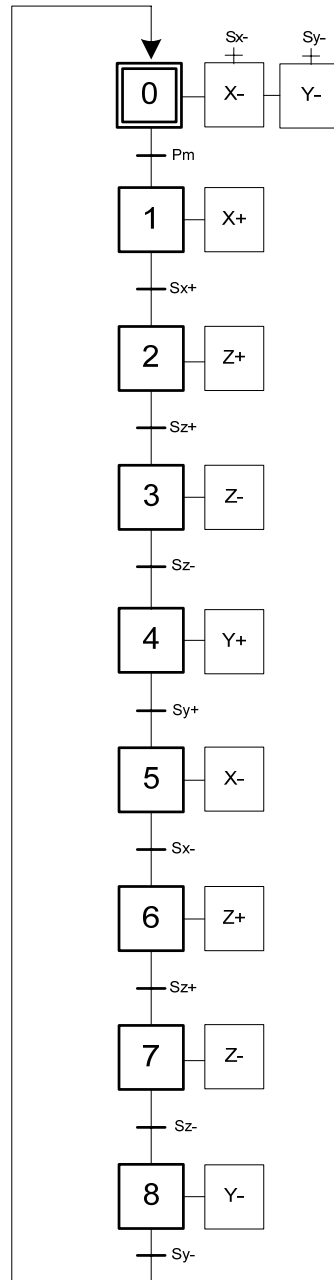 Sx- Sy-
0 X- Y-
Pm
1 X+
Sx+
2 Z+
Sz+
3 Z-
Sz-
4 Y+
Sy+
5 X-
Sx-
6 Z+
Sz+
7 Z-
Sz-
8 Y-
Sy-